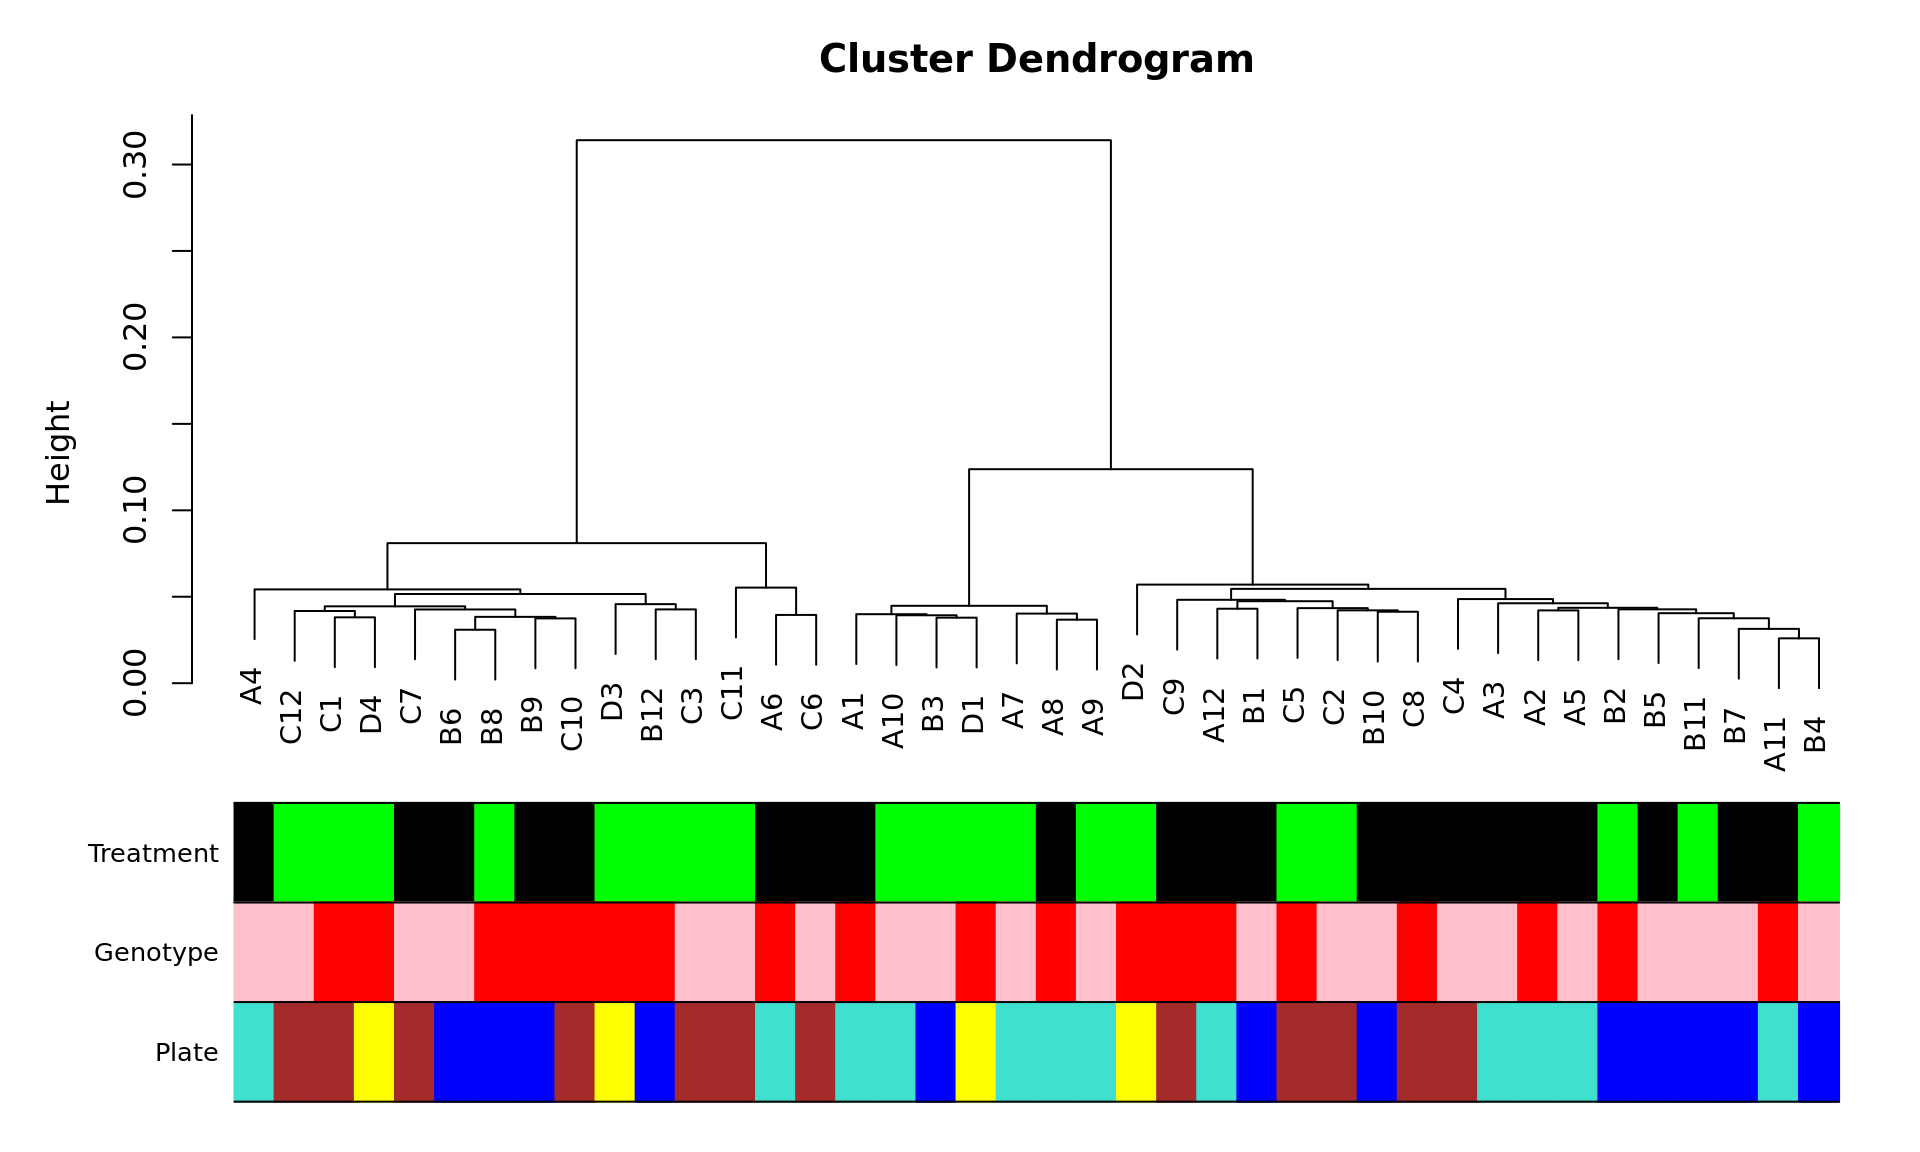 Cluster Dendrogram
Height
0.30
0.20
0.10
0.00
A4 C12 C1 D4 C7 B6 B8 B9 C10 D3 B12 C3 C11 A6 C6 A1 A10 B3 D1 A7 A8 A9 D2 C9 A12 B1 C5 C2 B10 C8 C4 A3 A2 A5 B2 B5 B11 B7 A11 B4
Treatment
Genotype
Plate